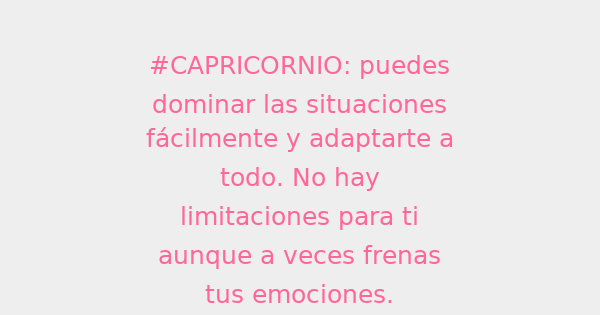 #CAPRICORNIO: puedes
dominar las situaciones
fácilmente y adaptarte a
todo. No hay
limitaciones para ti
aunque a veces frenas
tus emociones.